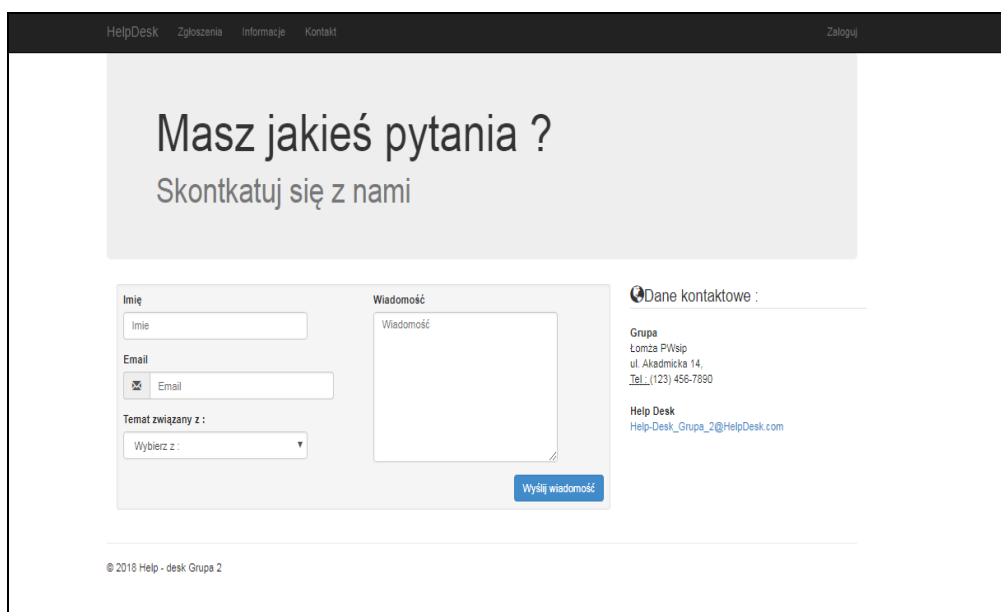 HelpDesk Zgłoszenia Informacje Kontakt Zaloguj
Masz jakieś pytania ?
Skontkatuj się z nami
Imię
Imie
Email
Email
Temat związany z :
Wybierz z :
Wiadomość
Wiadomość
Wyślij wiadomość
Dane kontaktowe :
Grupa
Łomża PWsip
ul. Akadmicka 14,
Tel : (123) 456-7890
Help Desk
Help-Desk_Grupa_2@HelpDesk.com
© 2018 Help - desk Grupa 2